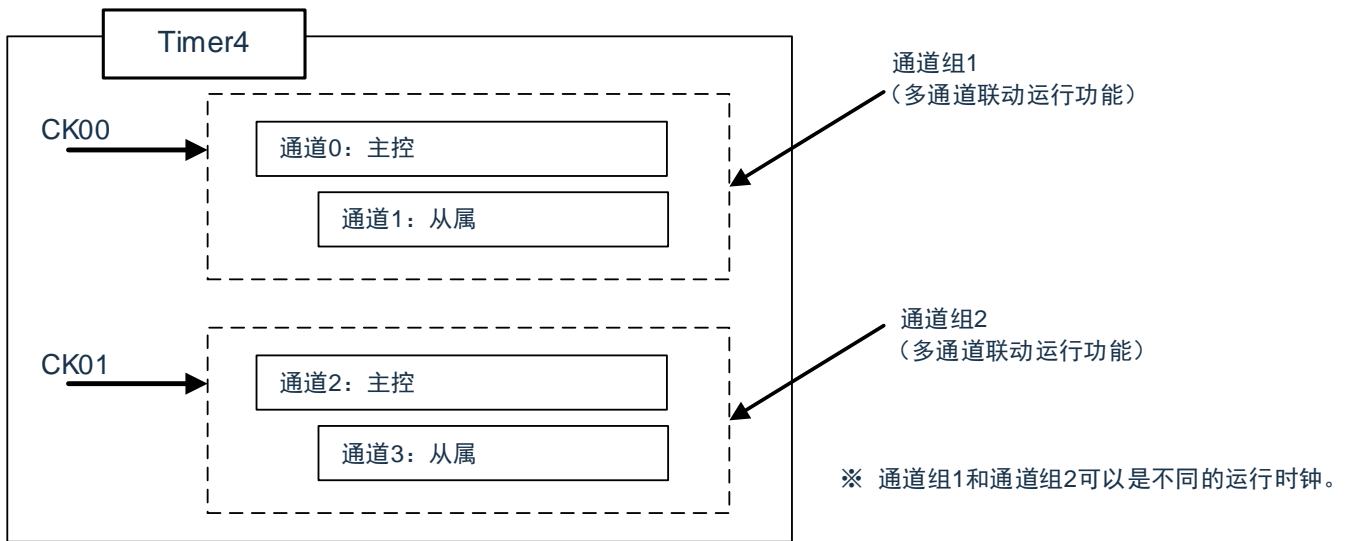 Timer4
通道组1
（多通道联动运行功能）
CK00
通道0：主控
通道1：从属
通道组2
（多通道联动运行功能）
CK01
通道2：主控
通道3：从属
※ 通道组1和通道组2可以是不同的运行时钟。